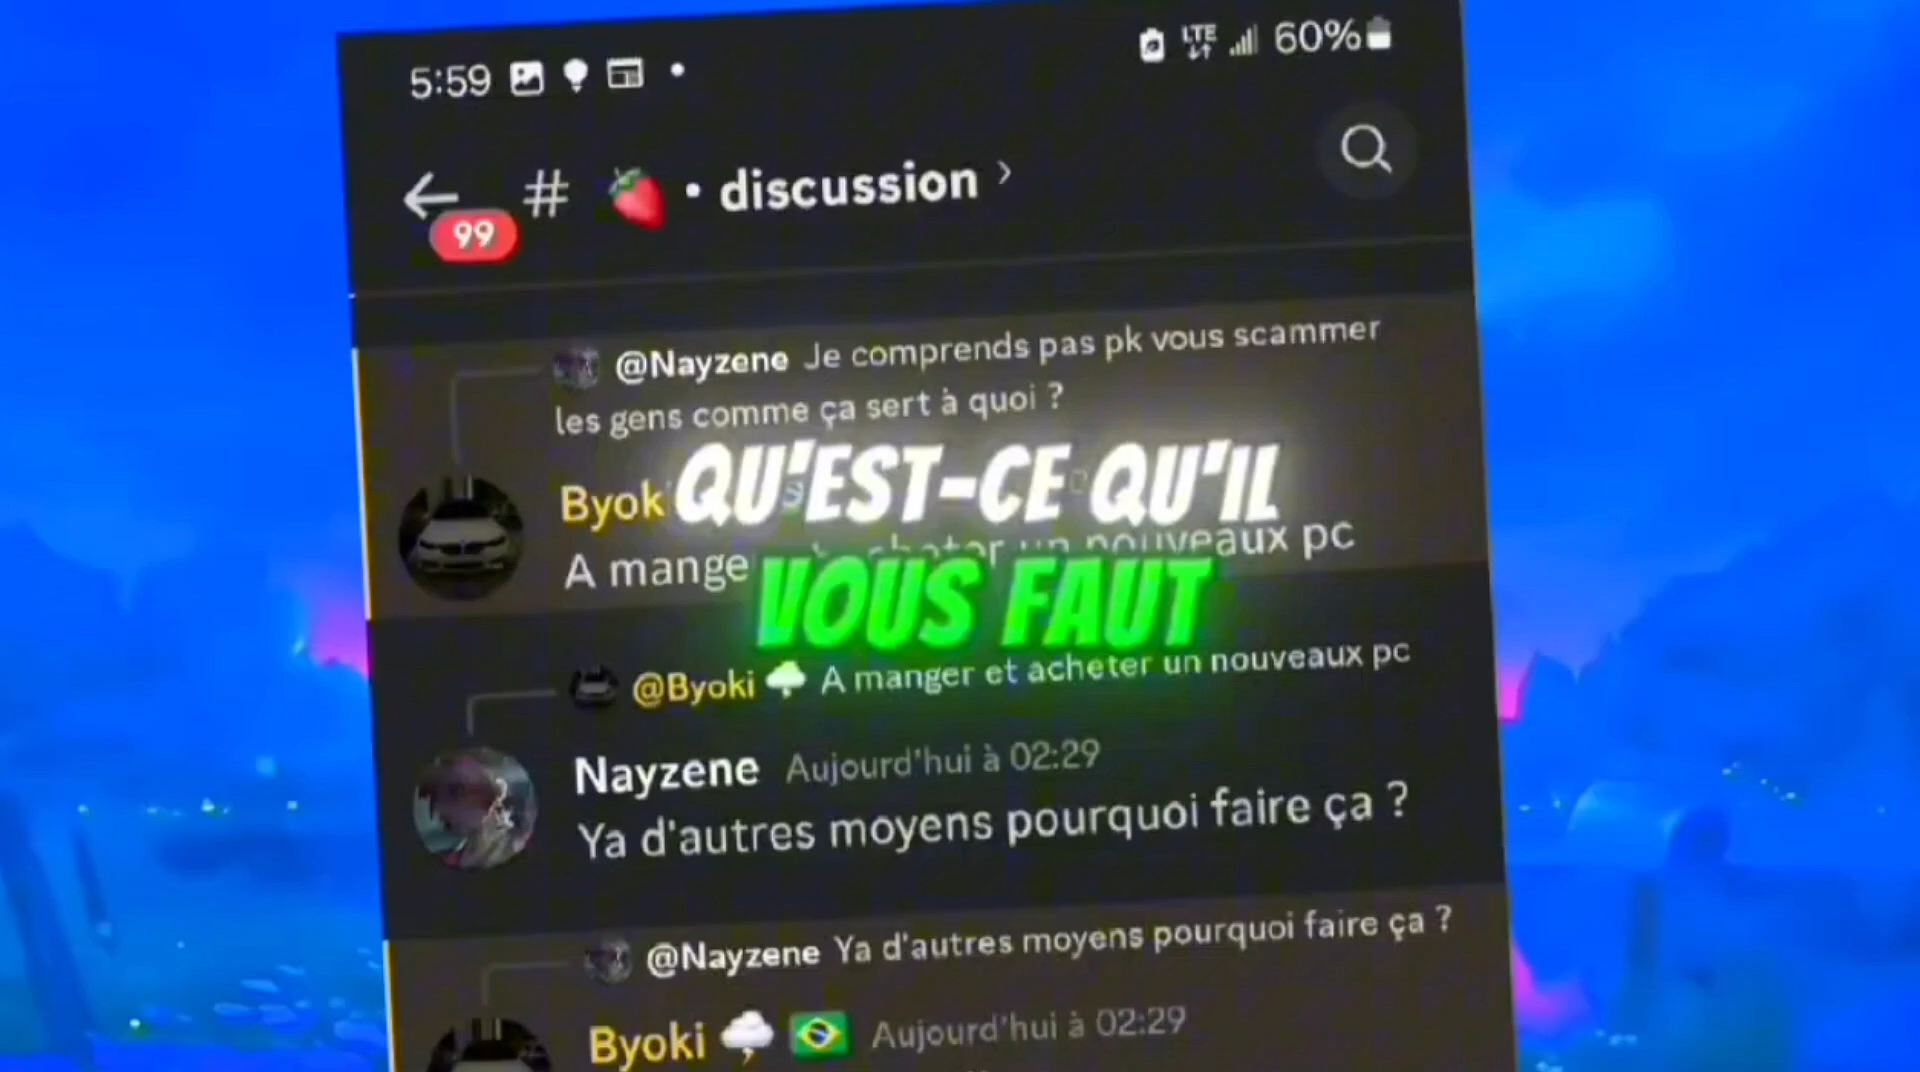 5:59 LTE 60%
99
# • discussion
@Nayzene Je comprends pas pk vous scammer
les gens comme ça sert à quoi ?
Byok
QU'EST-CE QU'IL
A mange un nouveaux pc
VOUS FAUT
@Byoki A manger et acheter un nouveaux pc
Nayzene Aujourd'hui à 02:29
Ya d'autres moyens pourquoi faire ça ?
@Nayzene Ya d'autres moyens pourquoi faire ça ?
Byoki Aujourd'hui à 02:29